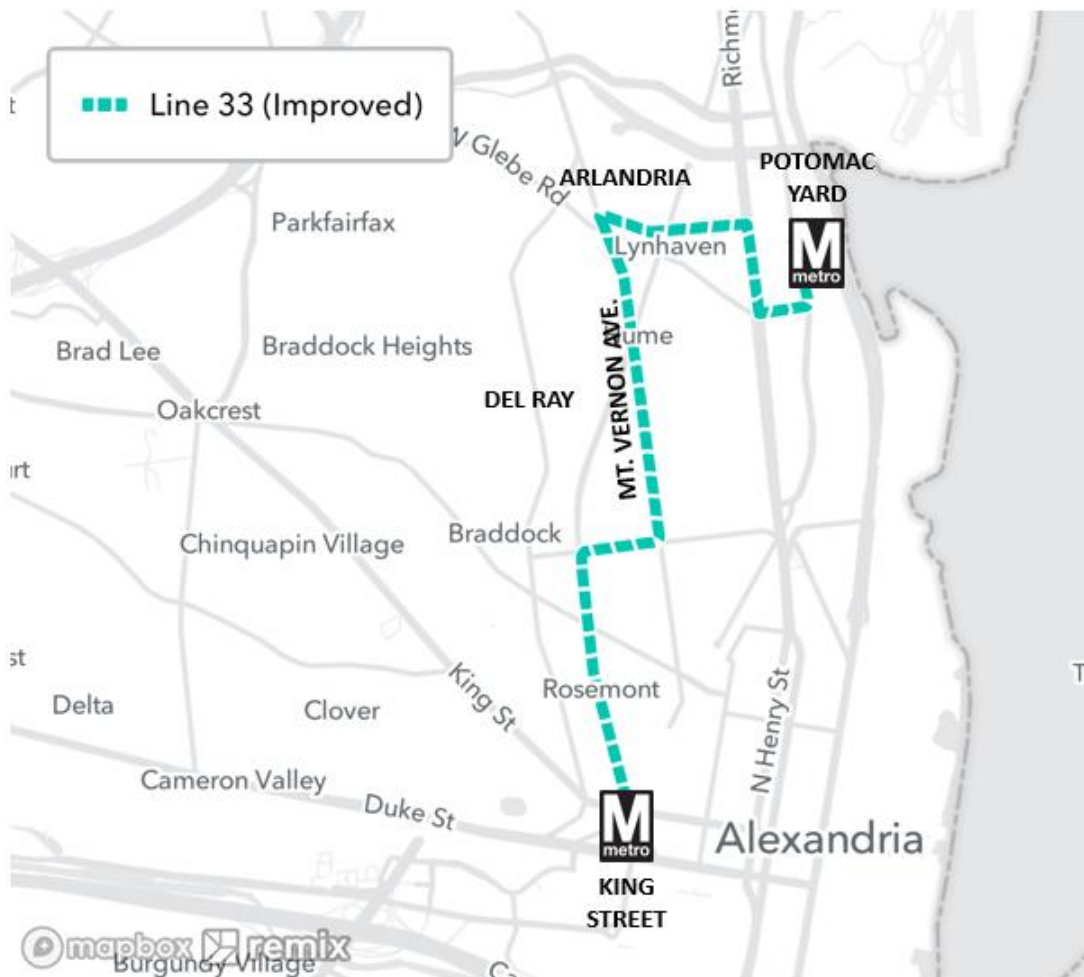 Line 33 (Improved)
Richm
W Glebe Rd
ARLANDRIA
POTOMAC
YARD
M
metro
Parkfairfax
Lynhaven
Brad Lee
Braddock Heights
Hume
MT. VERNON AVE.
DEL RAY
Oakcrest
rt
Braddock
Chinquapin Village
st
Rosemont
T
Delta
Clover
King St
N Henry St
Cameron Valley
Duke St
M
metro
Alexandria
KING
STREET
mapbox remix
Burgundy Village
Ca